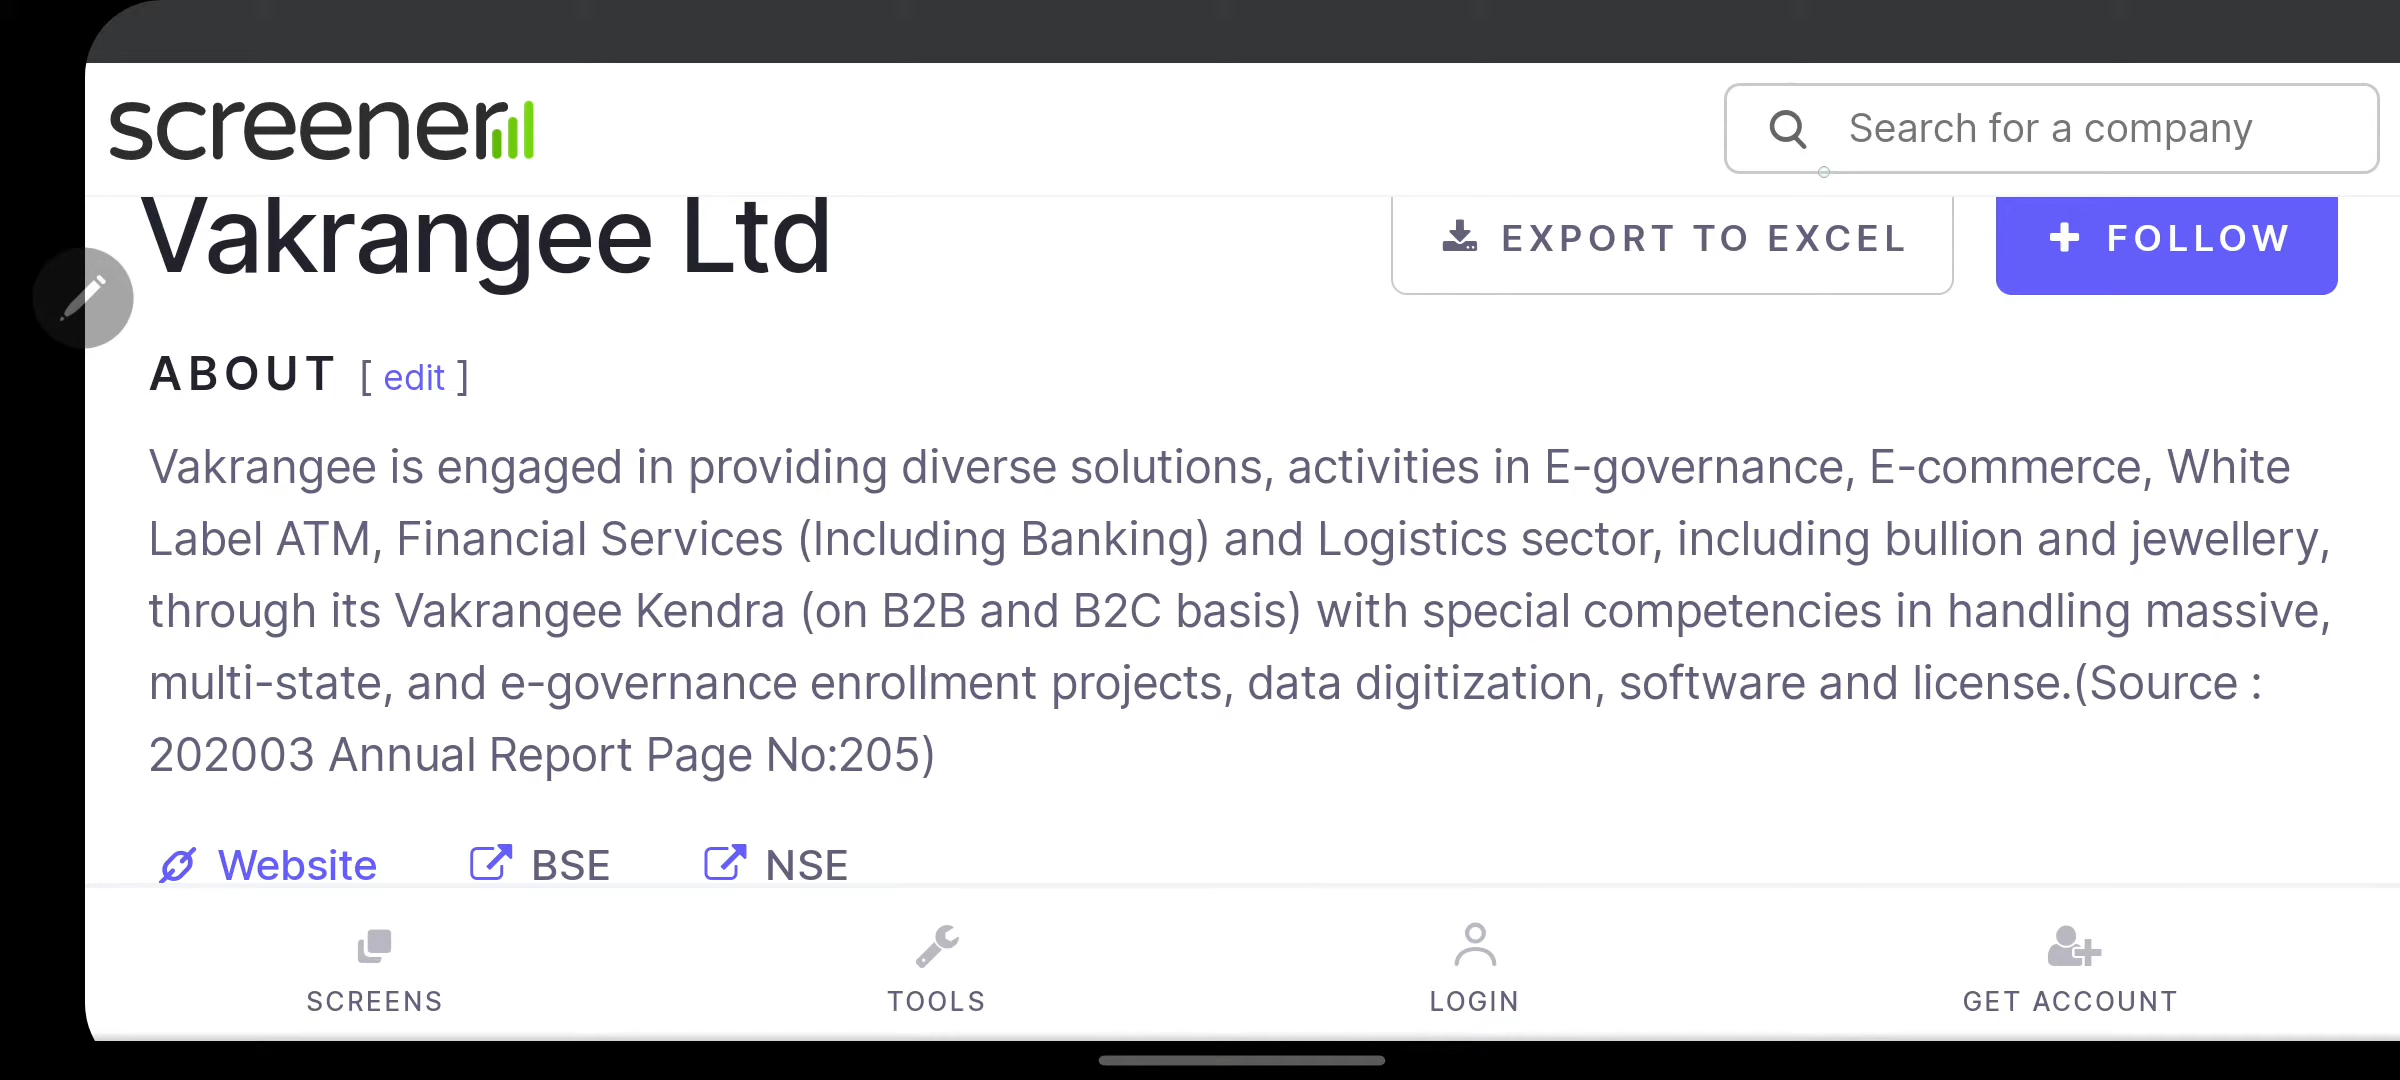 screener
Search for a company
Vakrangee Ltd
EXPORT TO EXCEL
FOLLOW
ABOUT [ edit ]
Vakrangee is engaged in providing diverse solutions, activities in E-governance, E-commerce, White
Label ATM, Financial Services (Including Banking) and Logistics sector, including bullion and jewellery,
through its Vakrangee Kendra (on B2B and B2C basis) with special competencies in handling massive,
multi-state, and e-governance enrollment projects, data digitization, software and license.(Source :
202003 Annual Report Page No:205)
Website BSE NSE
SCREENS TOOLS LOGIN GET ACCOUNT